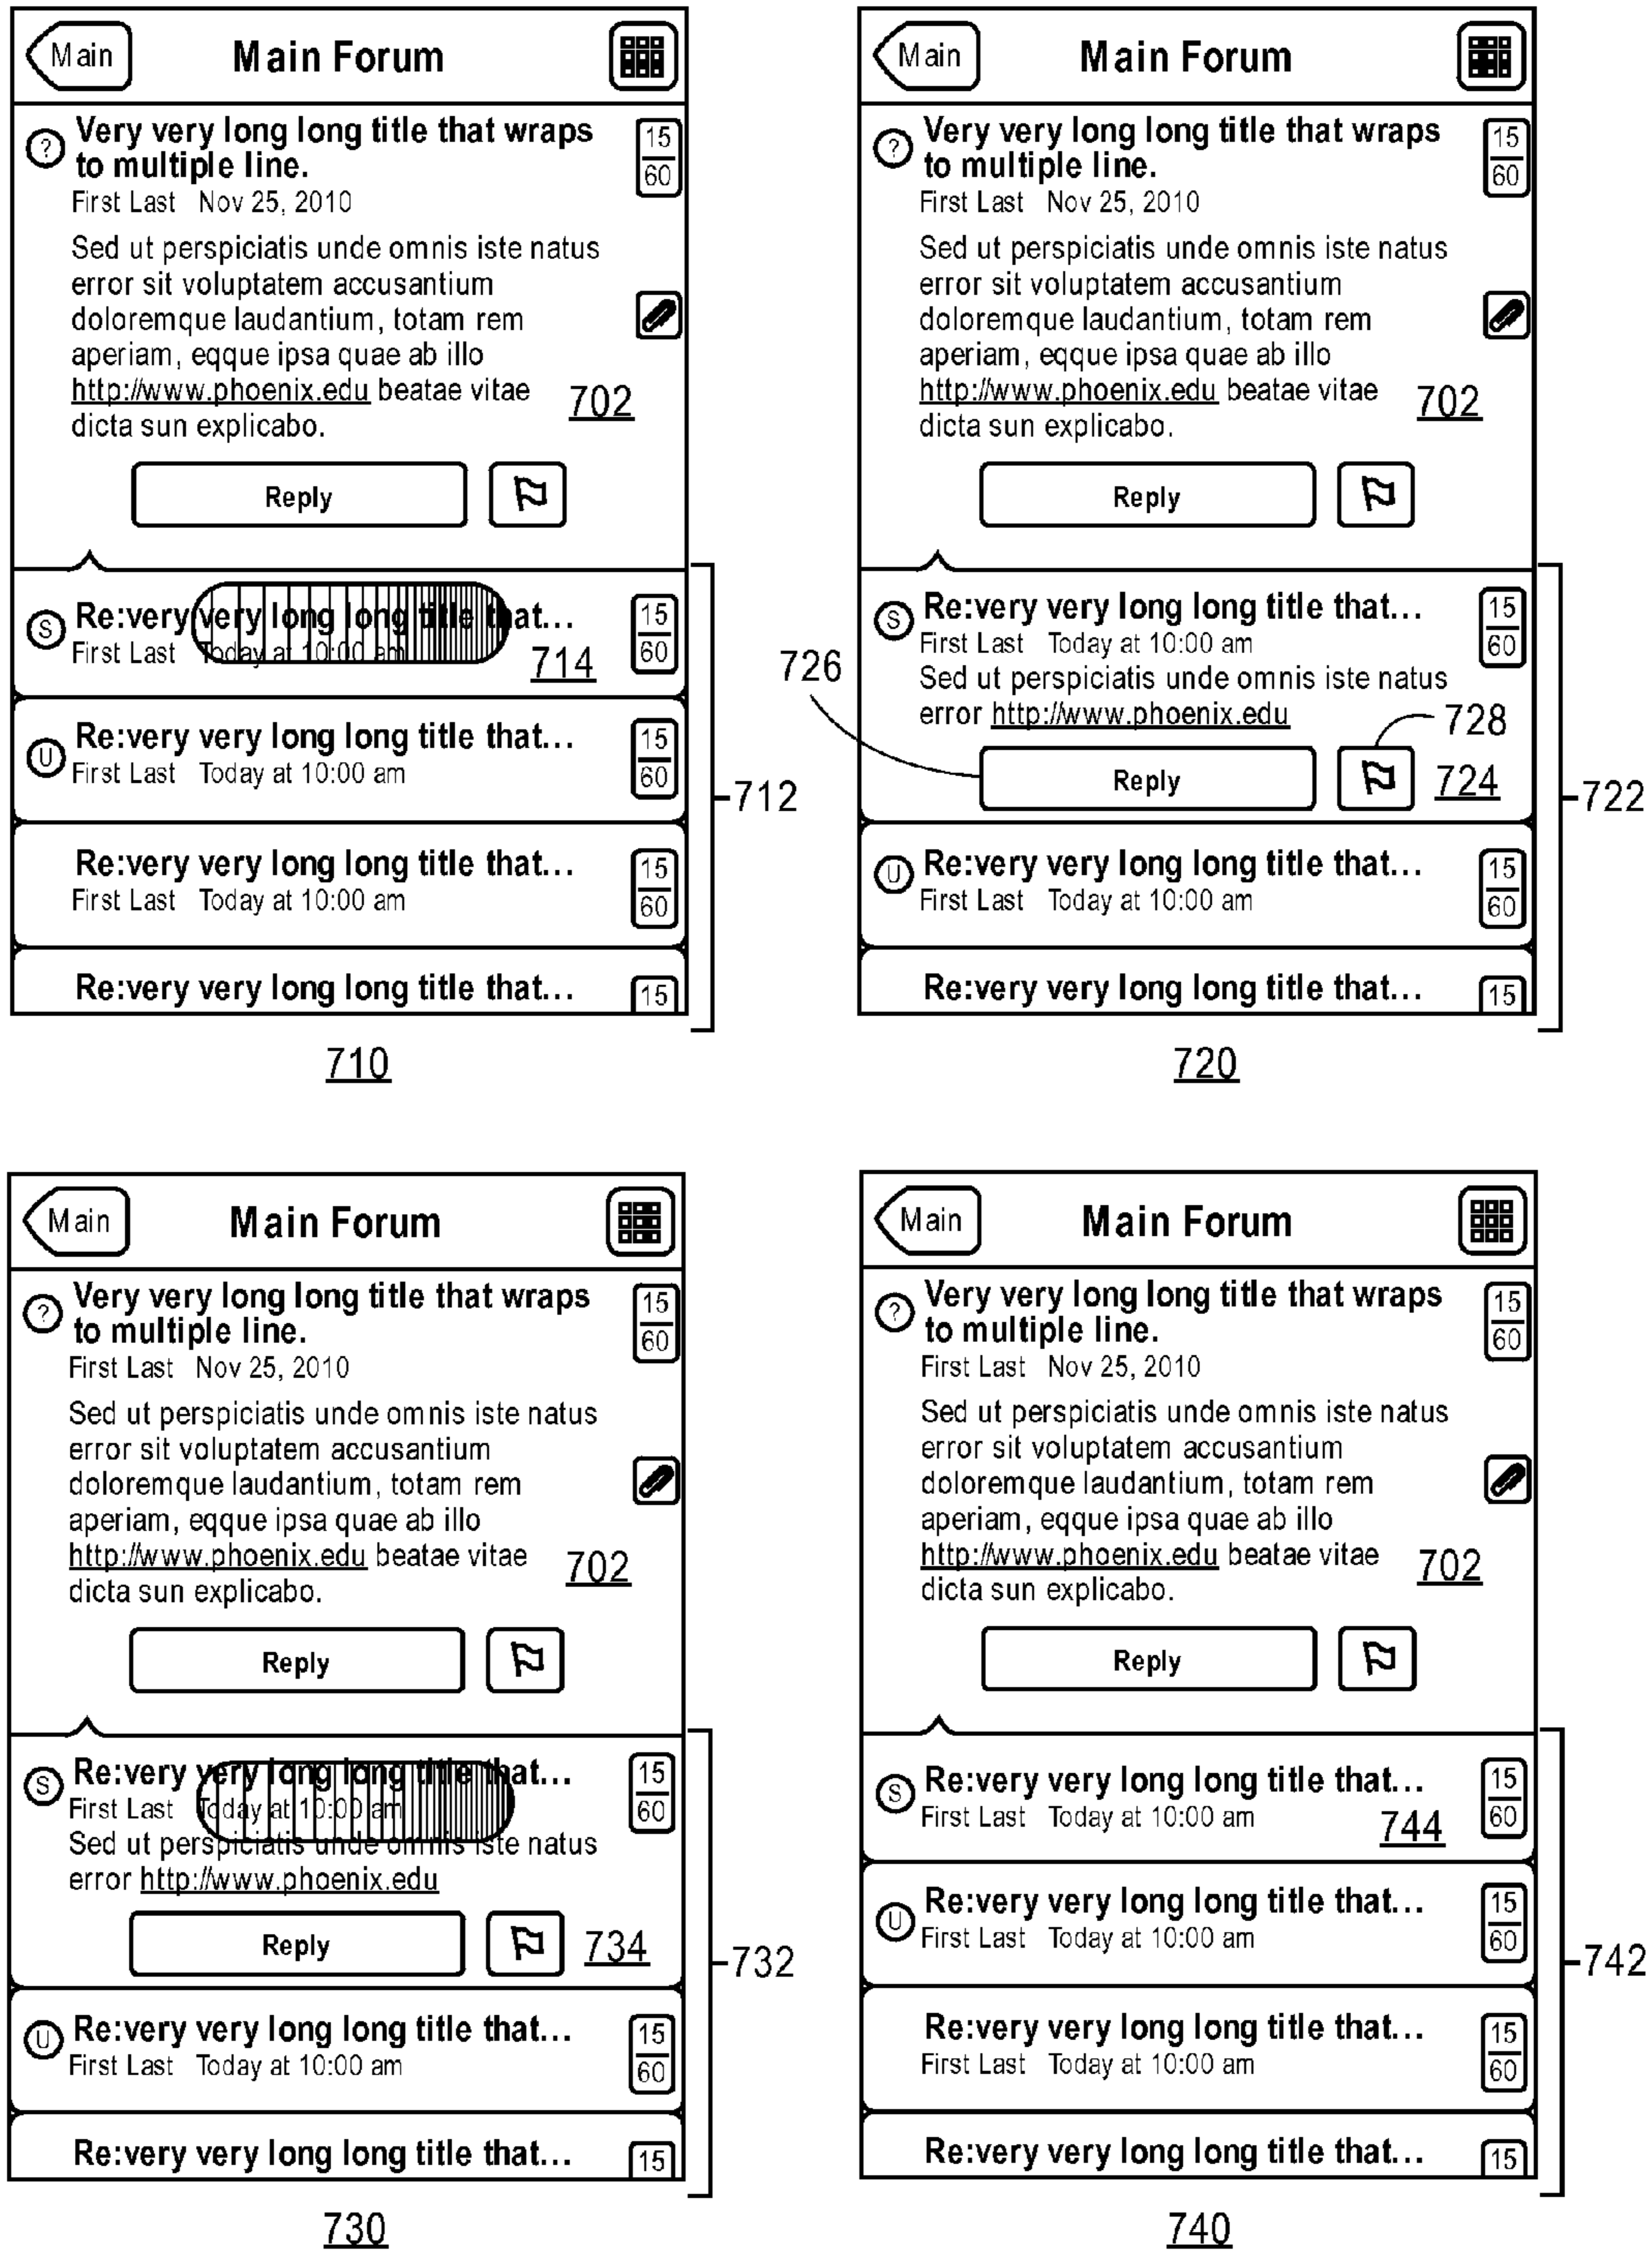 Main
Main Forum
?
Very very long long title that wraps
to multiple line.
15
60
First Last Nov 25, 2010
Sed ut perspiciatis unde omnis iste natus
error sit voluptatem accusantium
doloremque laudantium, totam rem
aperiam, eqque ipsa quae ab illo
http://www.phoenix.edu beatae vitae
dicta sun explicabo.
702
Reply
S
Re:very very long long title that...
First Last Today at 10:00 am
714
15
60
U
Re:very very long long title that...
First Last Today at 10:00 am
15
60
712
Re:very very long long title that...
First Last Today at 10:00 am
15
60
Re:very very long long title that...
15
710
Main
Main Forum
?
Very very long long title that wraps
to multiple line.
15
60
First Last Nov 25, 2010
Sed ut perspiciatis unde omnis iste natus
error sit voluptatem accusantium
doloremque laudantium, totam rem
aperiam, eqque ipsa quae ab illo
http://www.phoenix.edu beatae vitae
dicta sun explicabo.
702
Reply
S
Re:very very long long title that...
First Last Today at 10:00 am
15
60
Sed ut perspiciatis unde omnis iste natus
error http://www.phoenix.edu
726
728
Reply
724
722
U
Re:very very long long title that...
First Last Today at 10:00 am
15
60
Re:very very long long title that...
15
720
Main
Main Forum
?
Very very long long title that wraps
to multiple line.
15
60
First Last Nov 25, 2010
Sed ut perspiciatis unde omnis iste natus
error sit voluptatem accusantium
doloremque laudantium, totam rem
aperiam, eqque ipsa quae ab illo
http://www.phoenix.edu beatae vitae
dicta sun explicabo.
702
Reply
S
Re:very very long long title that...
First Last Today at 10:00 am
15
60
Sed ut perspiciatis unde omnis iste natus
error http://www.phoenix.edu
Reply
734
732
U
Re:very very long long title that...
First Last Today at 10:00 am
15
60
Re:very very long long title that...
15
730
Main
Main Forum
?
Very very long long title that wraps
to multiple line.
15
60
First Last Nov 25, 2010
Sed ut perspiciatis unde omnis iste natus
error sit voluptatem accusantium
doloremque laudantium, totam rem
aperiam, eqque ipsa quae ab illo
http://www.phoenix.edu beatae vitae
dicta sun explicabo.
702
Reply
S
Re:very very long long title that...
First Last Today at 10:00 am
744
15
60
U
Re:very very long long title that...
First Last Today at 10:00 am
15
60
742
Re:very very long long title that...
First Last Today at 10:00 am
15
60
Re:very very long long title that...
15
740